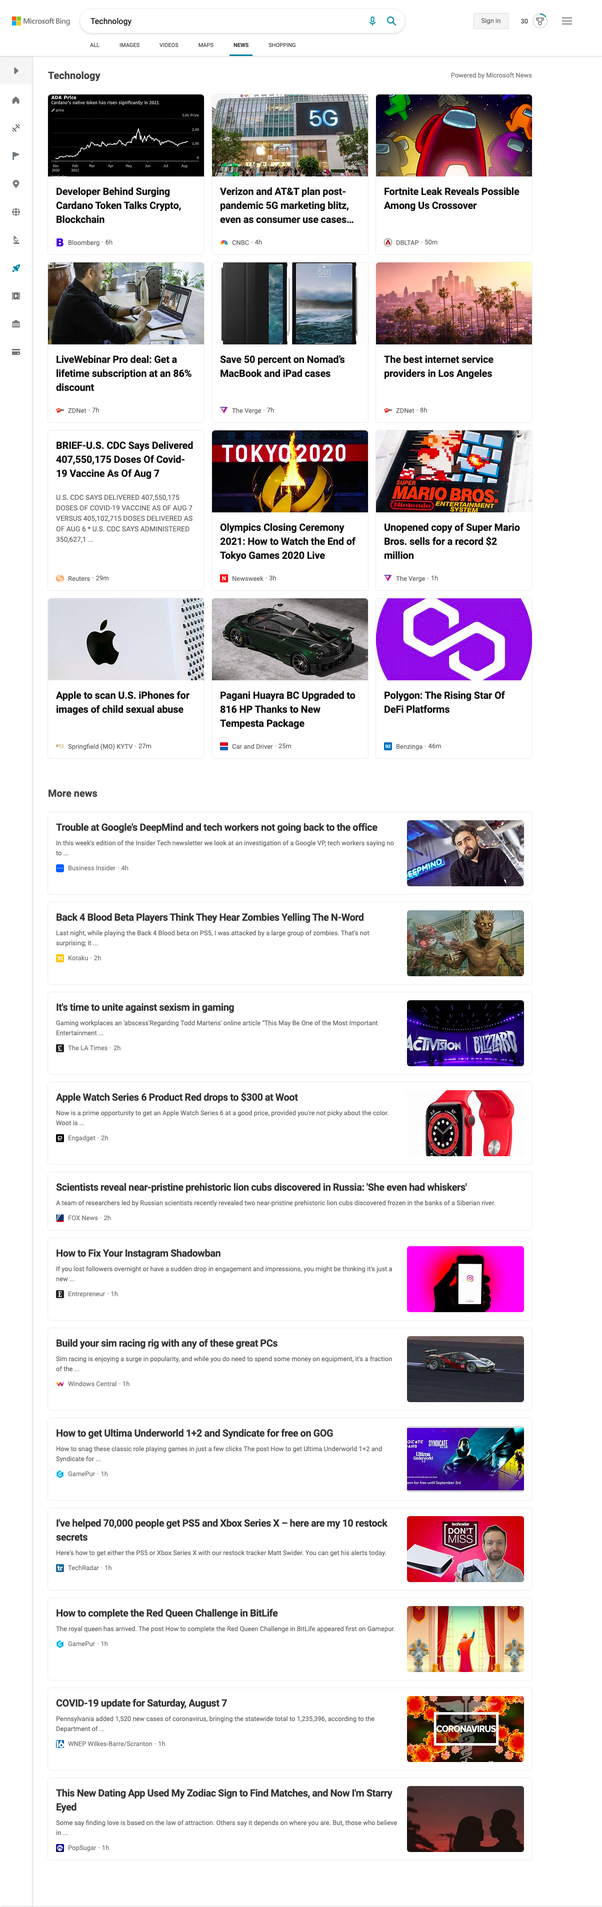 Microsoft Bing
Technology
Sign in
30
ALL
IMAGES
VIDEOS
MAPS
NEWS
SHOPPING
Technology
Powered by Microsoft News
ADA Price
Cardano's native token has risen significantly in 2021
5G
Developer Behind Surging
Cardano Token Talks Crypto,
Blockchain
Bloomberg · 6h
Verizon and AT&T plan post-
pandemic 5G marketing blitz,
even as consumer use cases...
CNBC · 4h
Fortnite Leak Reveals Possible
Among Us Crossover
DBLTAP · 50m
LiveWebinar Pro deal: Get a
lifetime subscription at an 86%
discount
ZDNet · 7h
Save 50 percent on Nomad's
MacBook and iPad cases
The Verge · 7h
The best internet service
providers in Los Angeles
ZDNet · 8h
BRIEF-U.S. CDC Says Delivered
407,550,175 Doses Of Covid-
19 Vaccine As Of Aug 7
U.S. CDC SAYS DELIVERED 407,550,175
DOSES OF COVID-19 VACCINE AS OF AUG 7
VERSUS 405,102,715 DOSES DELIVERED AS
OF AUG 6 * U.S. CDC SAYS ADMINISTERED
350,627,1 ...
Reuters · 29m
TOKYO 2020
Olympics Closing Ceremony
2021: How to Watch the End of
Tokyo Games 2020 Live
Newsweek · 3h
SUPER
MARIO BROS.
Nintendo
ENTERTAINMENT
SYSTEM
Unopened copy of Super Mario
Bros. sells for a record $2
million
The Verge · 1h
Apple to scan U.S. iPhones for
images of child sexual abuse
Springfield (MO) KYTV · 27m
Pagani Huayra BC Upgraded to
816 HP Thanks to New
Tempesta Package
Car and Driver · 25m
Polygon: The Rising Star Of
DeFi Platforms
Benzinga · 46m
More news
Trouble at Google's DeepMind and tech workers not going back to the office
In this week's edition of the Insider Tech newsletter we look at an investigation of a Google VP, tech workers saying no
to ...
Business Insider · 4h
EEPMIND
Back 4 Blood Beta Players Think They Hear Zombies Yelling The N-Word
Last night, while playing the Back 4 Blood beta on PS5, I was attacked by a large group of zombies. That's not
surprising; it ...
Kotaku · 2h
It's time to unite against sexism in gaming
Gaming workplaces an 'abscess'Regarding Todd Martens' online article "This May Be One of the Most Important
Entertainment ...
The LA Times · 2h
ACTIVISION BLIZZARD
Apple Watch Series 6 Product Red drops to $300 at Woot
Now is a prime opportunity to get an Apple Watch Series 6 at a good price, provided you're not picky about the color.
Woot is ...
Engadget · 2h
Scientists reveal near-pristine prehistoric lion cubs discovered in Russia: 'She even had whiskers'
A team of researchers led by Russian scientists recently revealed two near-pristine prehistoric lion cubs discovered frozen in the banks of a Siberian river.
FOX News · 2h
How to Fix Your Instagram Shadowban
If you lost followers overnight or have a sudden drop in engagement and impressions, you might be thinking it's just a
new ...
Entrepreneur · 1h
Build your sim racing rig with any of these great PCs
Sim racing is enjoying a surge in popularity, and while you do need to spend some money on equipment, it's a fraction
of the ...
Windows Central · 1h
How to get Ultima Underworld 1+2 and Syndicate for free on GOG
How to snag these classic role playing games in just a few clicks The post How to get Ultima Underworld 1+2 and
Syndicate for ...
GamePur · 1h
SYNDICATE
Ultima
Underworld
em for free until September 3rd
I've helped 70,000 people get PS5 and Xbox Series X – here are my 10 restock
secrets
Here's how to get either the PS5 or Xbox Series X with our restock tracker Matt Swider. You can get his alerts today.
TechRadar · 1h
techradar
DON'T
MISS
How to complete the Red Queen Challenge in BitLife
The royal queen has arrived. The post How to complete the Red Queen Challenge in BitLife appeared first on Gamepur.
GamePur · 1h
COVID-19 update for Saturday, August 7
Pennsylvania added 1,520 new cases of coronavirus, bringing the statewide total to 1,235,396, according to the
Department of ...
WNEP Wilkes-Barre/Scranton · 1h
CORONAVIRUS
This New Dating App Used My Zodiac Sign to Find Matches, and Now I'm Starry
Eyed
Some say finding love is based on the law of attraction. Others say it depends on where you are. But, those who believe
in ...
PopSugar · 1h